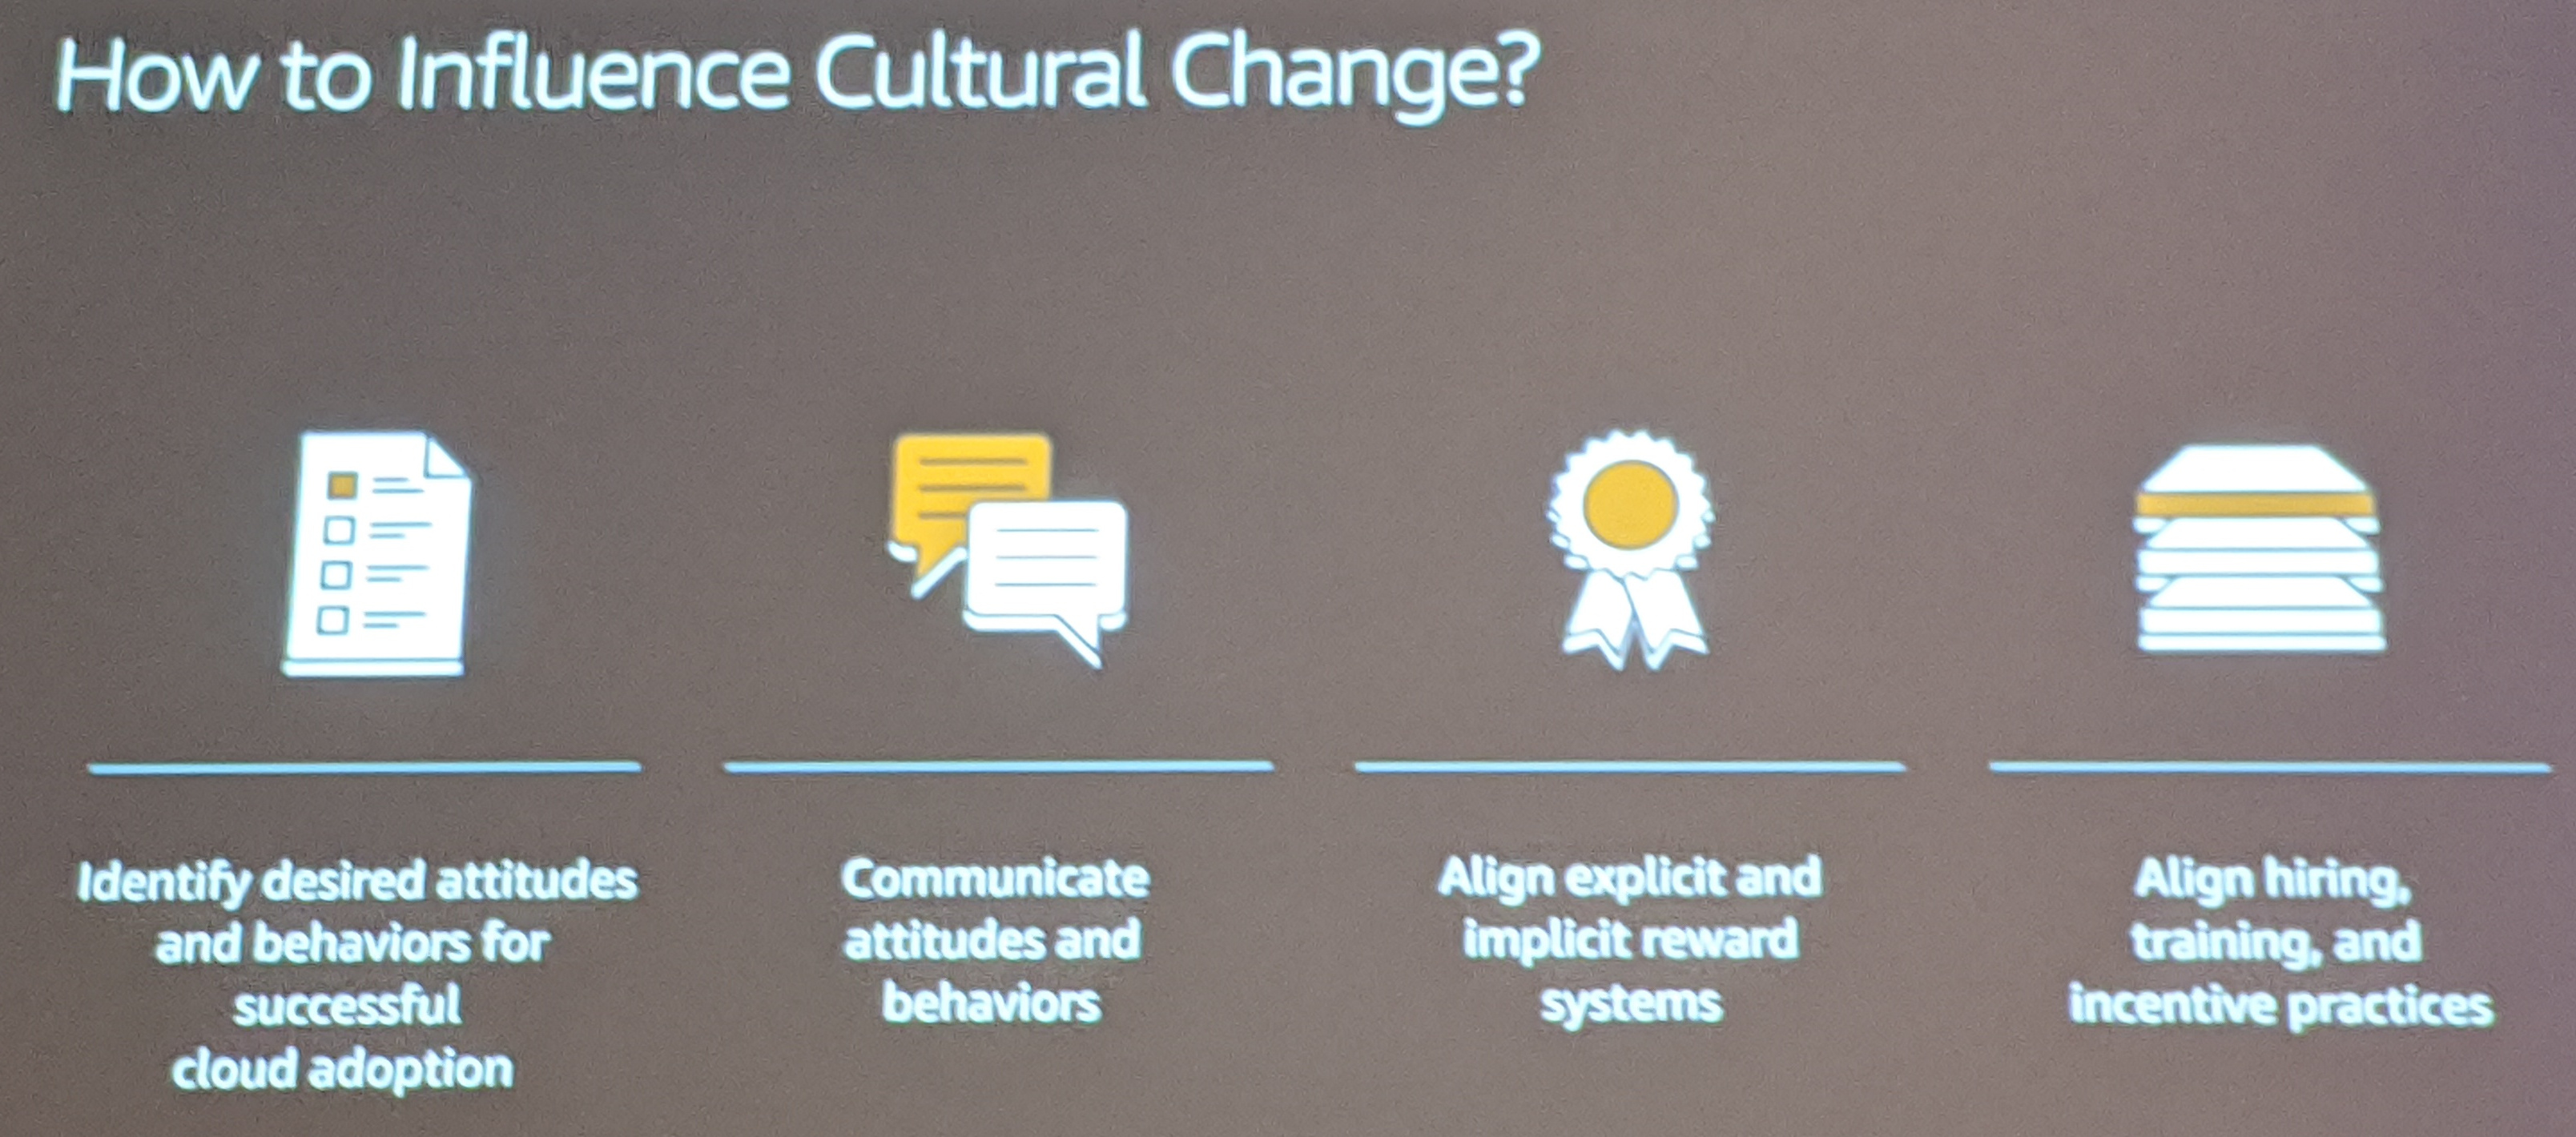 How to Influence Cultural Change?
Identify desired attitudes
and behaviors for
successful
cloud adoption
Communicate
attitudes and
behaviors
Align explicit and
implicit reward
systems
Align hiring,
training, and
incentive practices